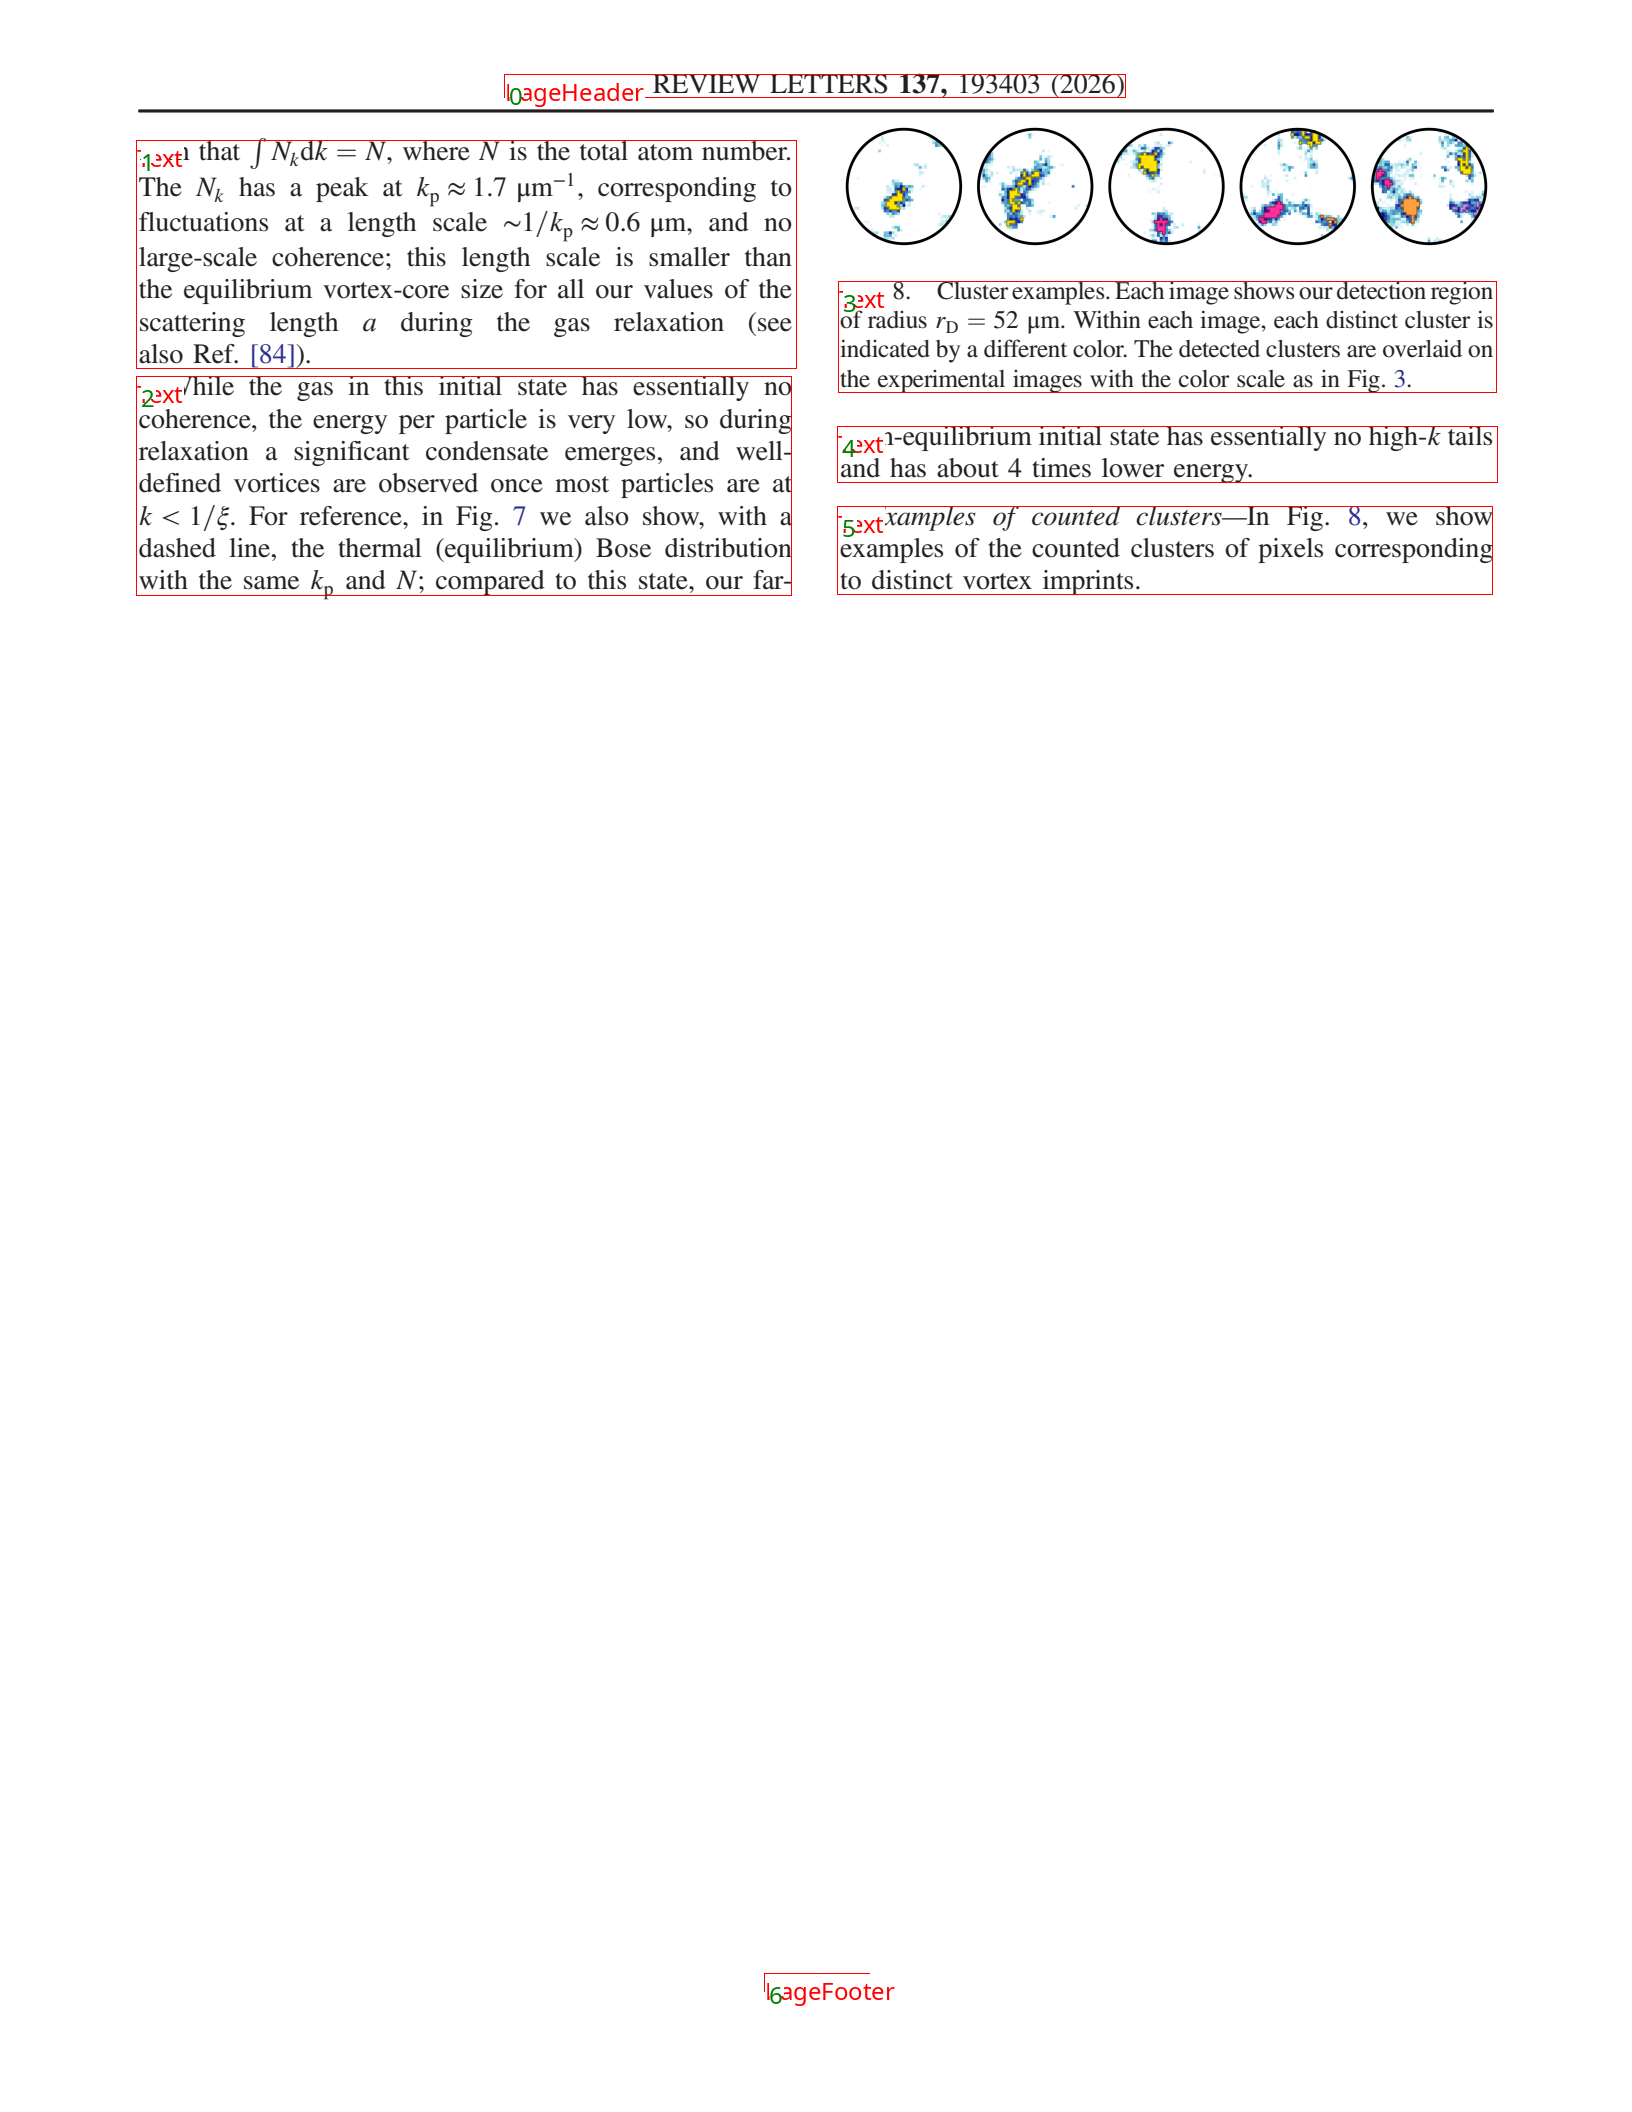 0ageHeader REVIEW LETTERS 137, 193403 (2026)
1ext that ∫ N_k dk = N, where N is the total atom number.
The N_k has a peak at k_p ≈ 1.7 μm⁻¹, corresponding to
fluctuations at a length scale ~1/k_p ≈ 0.6 μm, and no
large-scale coherence; this length scale is smaller than
the equilibrium vortex-core size for all our values of the
scattering length a during the gas relaxation (see
also Ref. [84]).
2ext hile the gas in this initial state has essentially no
coherence, the energy per particle is very low, so during
relaxation a significant condensate emerges, and well-
defined vortices are observed once most particles are at
k < 1/ξ. For reference, in Fig. 7 we also show, with a
dashed line, the thermal (equilibrium) Bose distribution
with the same k_p and N; compared to this state, our far-
3ext 8. Cluster examples. Each image shows our detection region
of radius r_D = 52 μm. Within each image, each distinct cluster is
indicated by a different color. The detected clusters are overlaid on
the experimental images with the color scale as in Fig. 3.
4ext n-equilibrium initial state has essentially no high-k tails
and has about 4 times lower energy.
5ext xamples of counted clusters—In Fig. 8, we show
examples of the counted clusters of pixels corresponding
to distinct vortex imprints.
6ageFooter